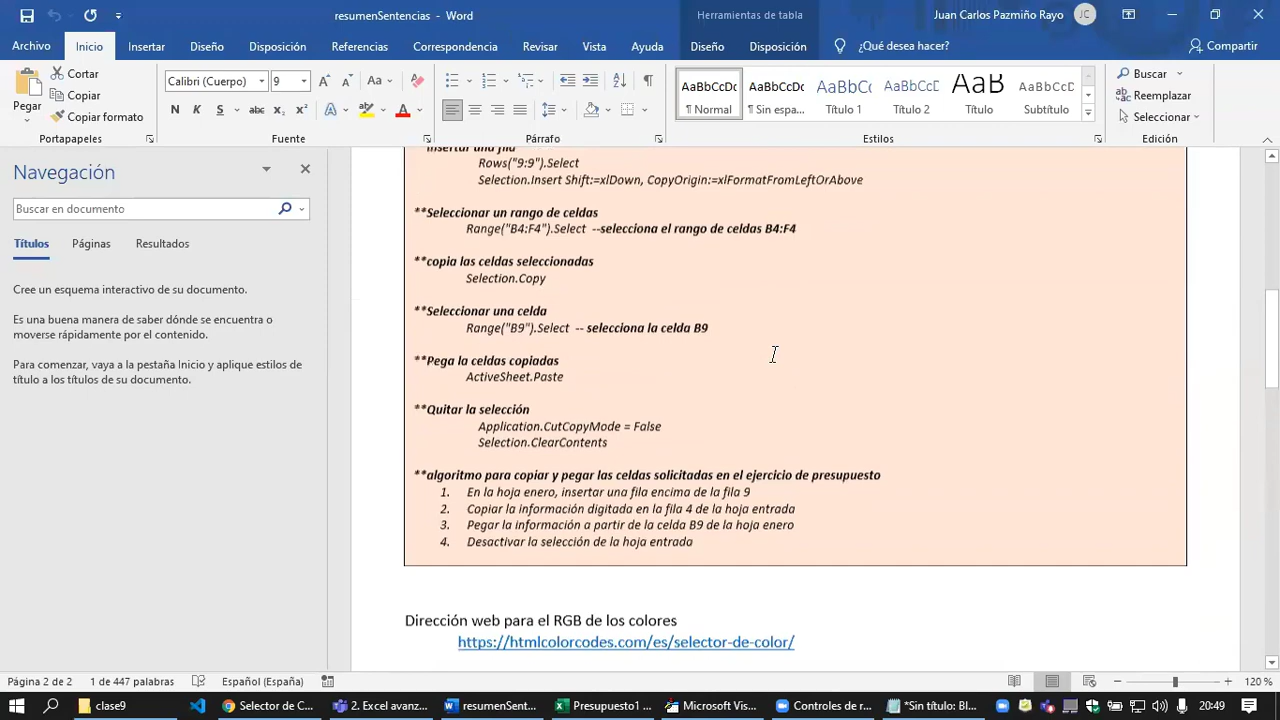 resumenSentencias - Word
Herramientas de tabla
Juan Carlos Pazmiño Rayo
JC
Archivo
Inicio
Insertar
Diseño
Disposición
Referencias
Correspondencia
Revisar
Vista
Ayuda
Diseño
Disposición
¿Qué desea hacer?
Compartir
Pegar
Cortar
Copiar
Copiar formato
Portapapeles
Calibri (Cuerpo)
9
N K S abc x₂ x²
Fuente
Párrafo
AaBbCcDc
¶ Normal
AaBbCcDc
¶ Sin espa...
AaBbCcD
Título 1
AaBbCcD
Título 2
AaB
Título
AaBbCcD
Subtítulo
Estilos
Buscar
Reemplazar
Seleccionar
Edición
Navegación
Buscar en documento
Títulos
Páginas
Resultados
Cree un esquema interactivo de su documento.
Es una buena manera de saber dónde se encuentra o
moverse rápidamente por el contenido.
Para comenzar, vaya a la pestaña Inicio y aplique estilos de
título a los títulos de su documento.
Insertar una fila
Rows("9:9").Select
Selection.Insert Shift:=xlDown, CopyOrigin:=xlFormatFromLeftOrAbove
**Seleccionar un rango de celdas
Range("B4:F4").Select --selecciona el rango de celdas B4:F4
**copia las celdas seleccionadas
Selection.Copy
**Seleccionar una celda
Range("B9").Select -- selecciona la celda B9
**Pega la celdas copiadas
ActiveSheet.Paste
**Quitar la selección
Application.CutCopyMode = False
Selection.ClearContents
**algoritmo para copiar y pegar las celdas solicitadas en el ejercicio de presupuesto
1. En la hoja enero, insertar una fila encima de la fila 9
2. Copiar la información digitada en la fila 4 de la hoja entrada
3. Pegar la información a partir de la celda B9 de la hoja enero
4. Desactivar la selección de la hoja entrada
Dirección web para el RGB de los colores
https://htmlcolorcodes.com/es/selector-de-color/
Página 2 de 2
1 de 447 palabras
Español (España)
120 %
clase9
Selector de C...
2. Excel avanz...
resumenSenten...
Presupuesto1 ...
Microsoft Visu...
Controles de r...
*Sin título: Bl...
20:49